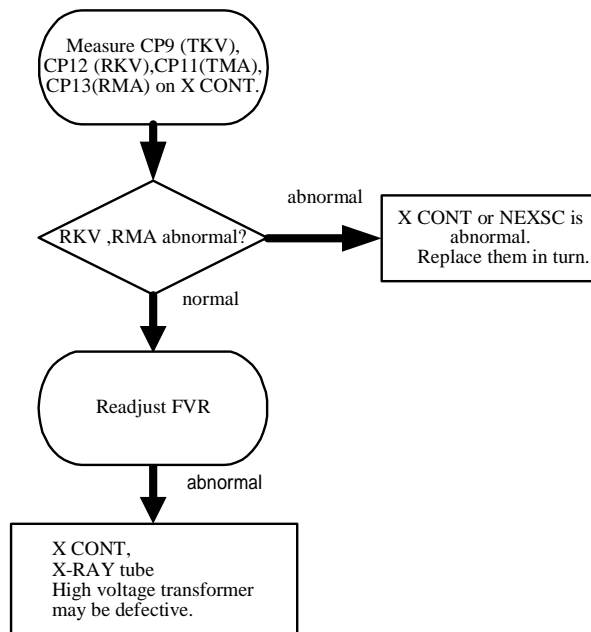 Measure CP9 (TKV),
CP12 (RKV),CP11(TMA),
CP13(RMA) on X CONT.
abnormal
RKV ,RMA abnormal?
X CONT or NEXSC is
abnormal.
Replace them in turn.
normal
Readjust FVR
abnormal
X CONT,
X-RAY tube
High voltage transformer
may be defective.